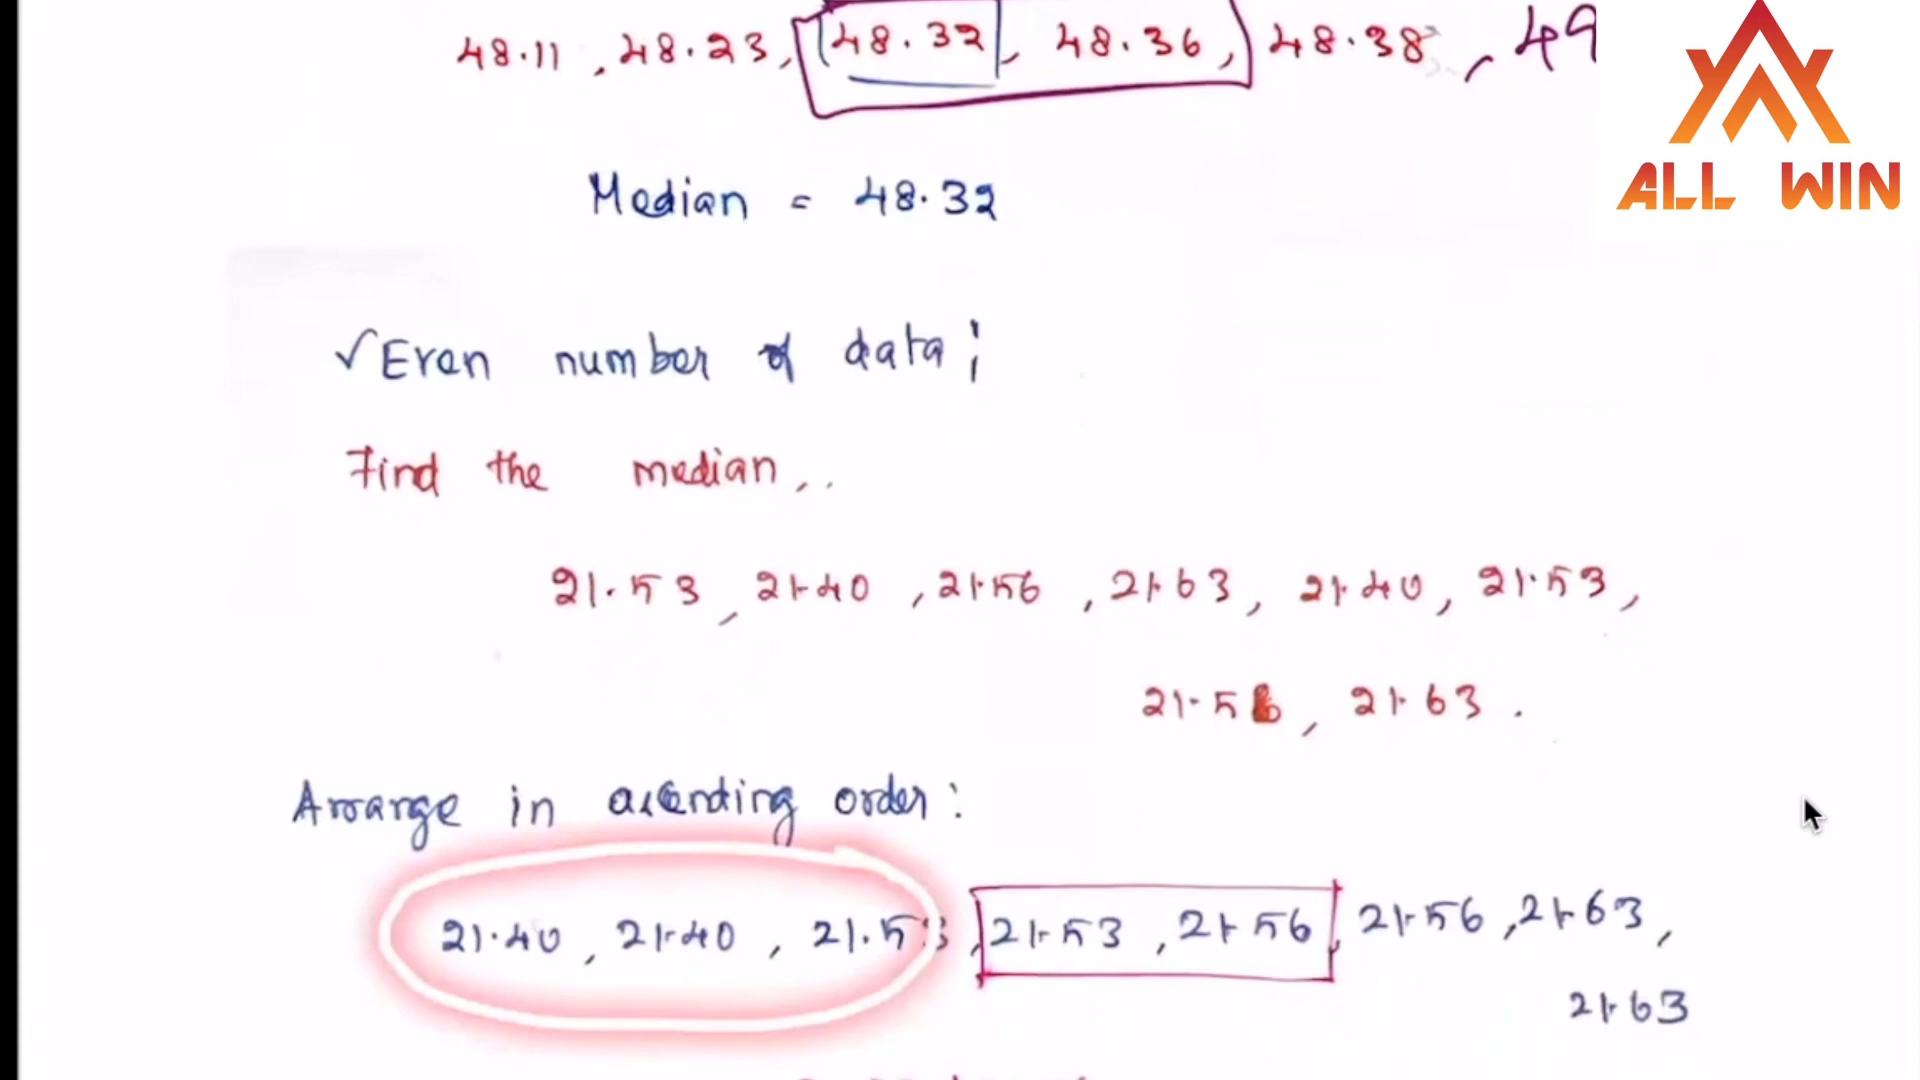 48.11, 48.23, 48.32, 48.36, 48.38, 49
ALL WIN
Median = 48.32
✓Even number of data;
Find the median,.
21.53, 21.40, 21.56, 21.63, 21.40, 21.53,
21.56, 21.63.
Arrange in ascending order:
21.40, 21.40, 21.53, 21.53, 21.56, 21.56, 21.63,
21.63